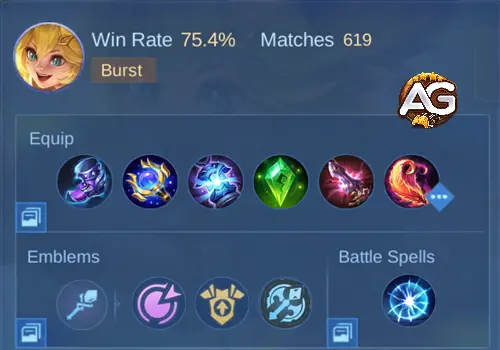 Win Rate 75.4% Matches 619
Burst
AG
Equip
Emblems
Battle Spells